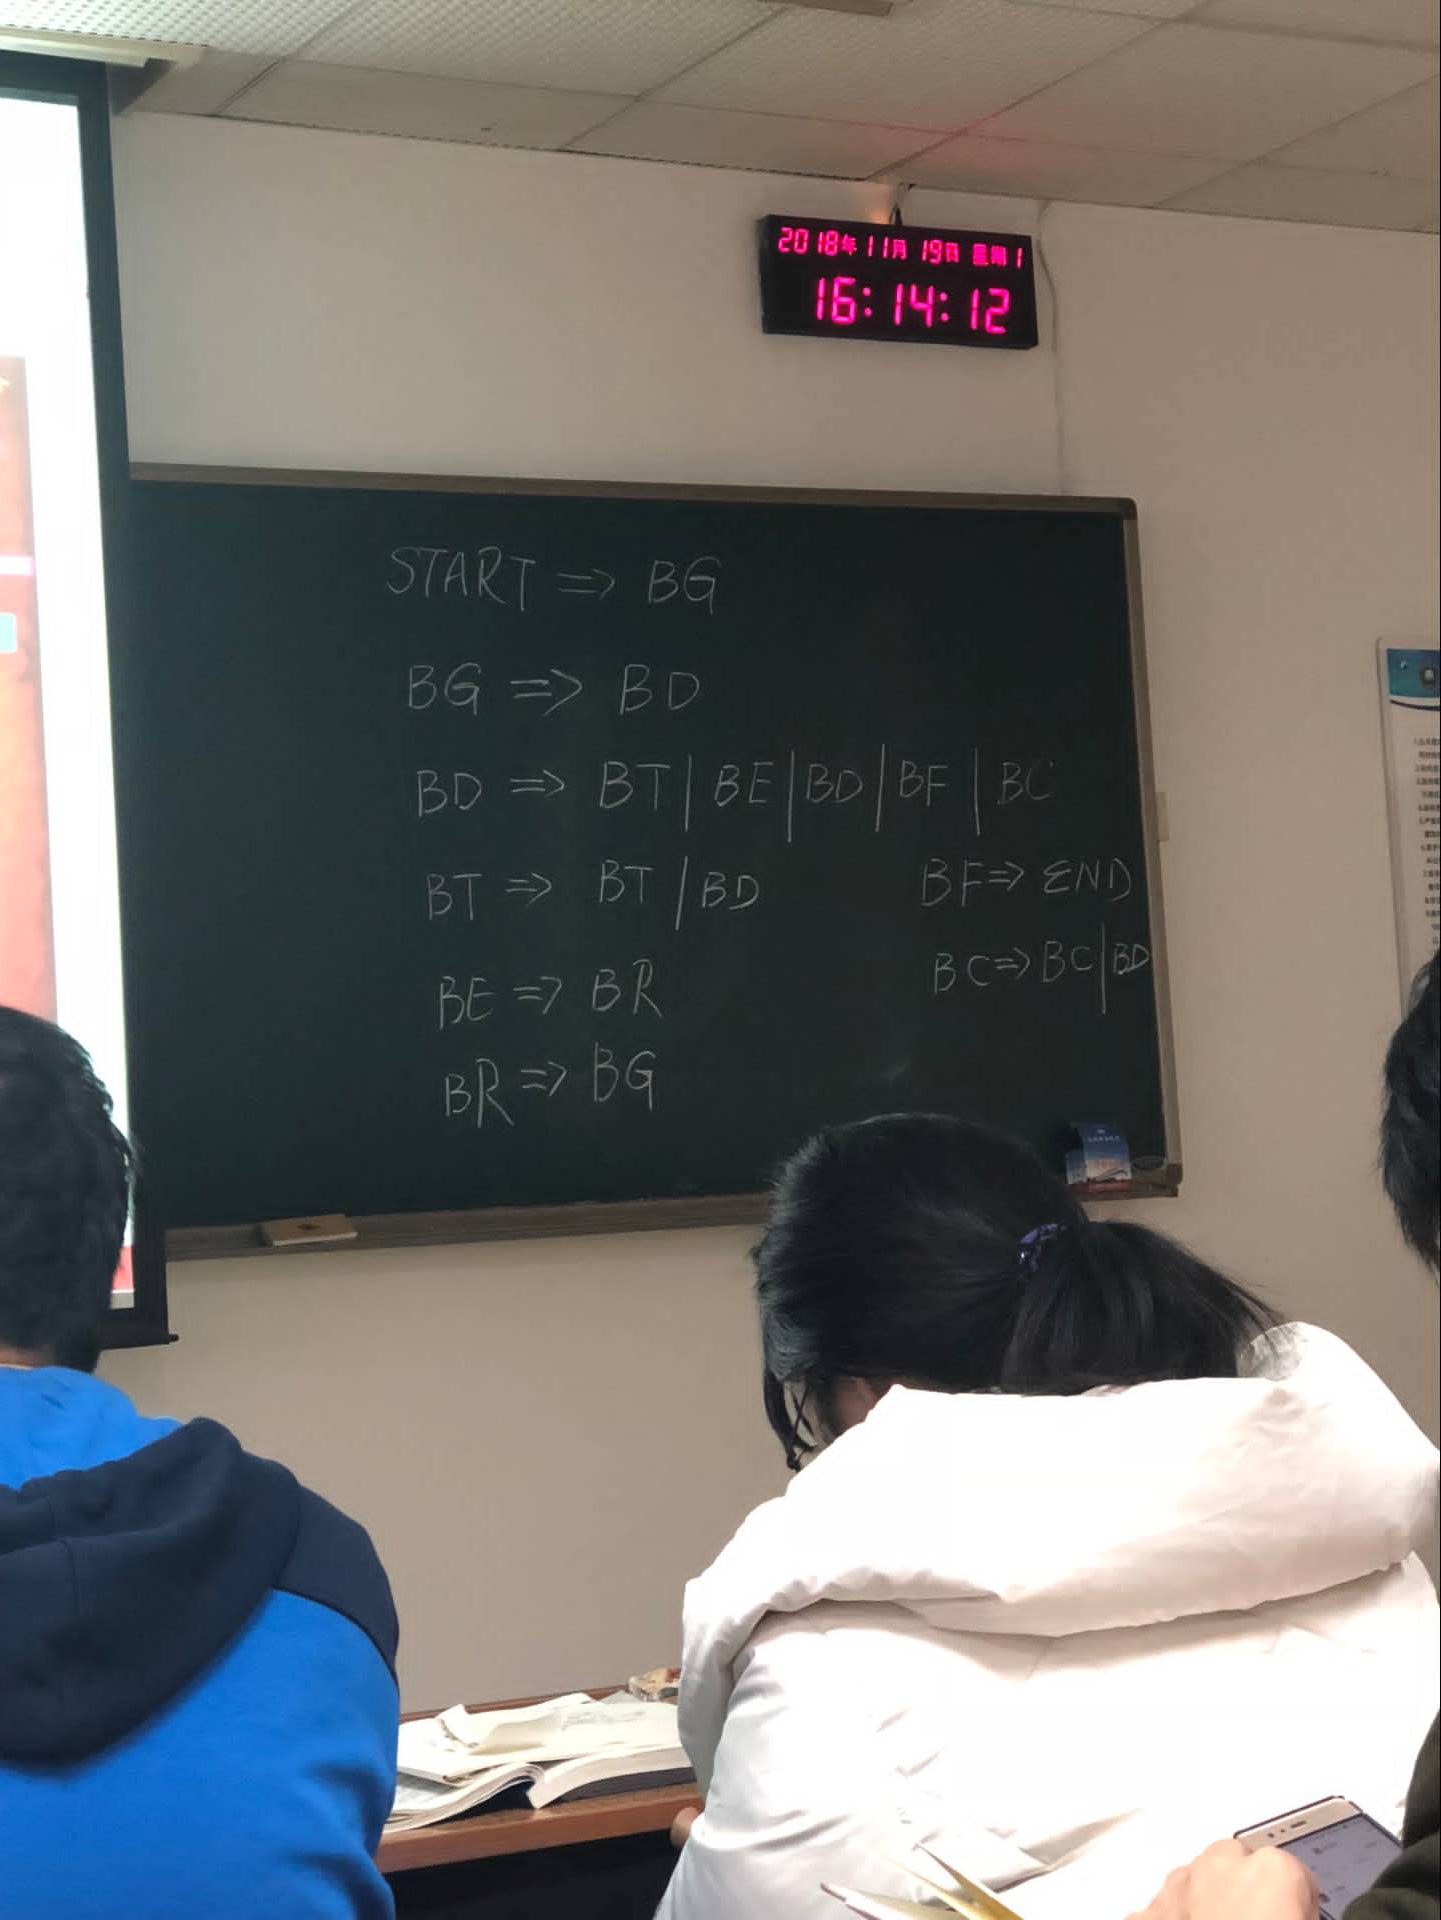 2018年11月19日 星期1
16:14:12
START => BG
BG => BD
BD => BT | BE | BD | BF | BC
BT => BT / BD
BF => END
BC => BC | BD
BE => BR
BR => BG